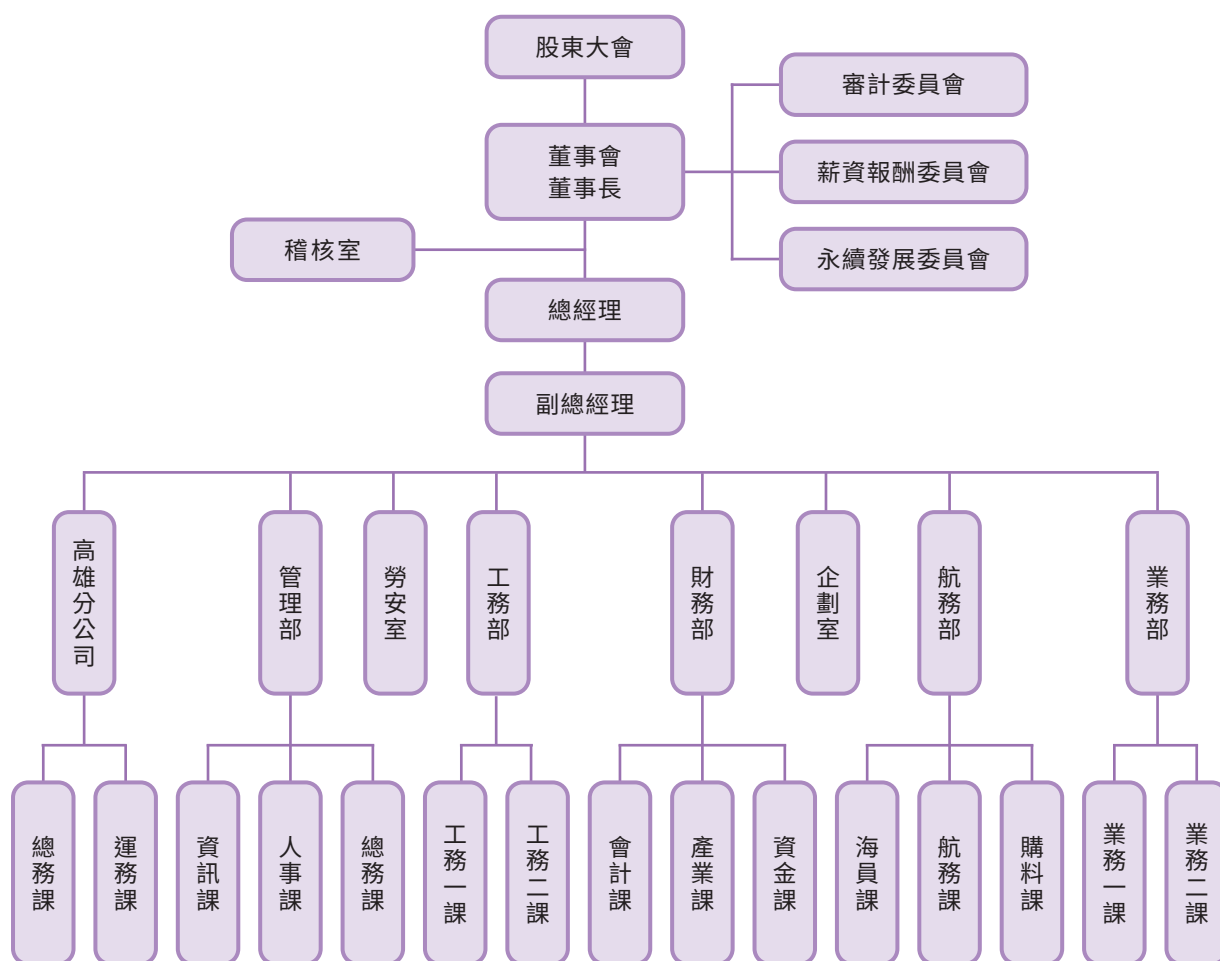 股東大會
審計委員會
董事會
董事長
薪資報酬委員會
稽核室
永續發展委員會
總經理
副總經理
高雄分公司
管理部
勞安室
工務部
財務部
企劃室
航務部
業務部
總務課
運務課
資訊課
人事課
總務課
工務一課
工務二課
會計課
產業課
資金課
海員課
航務課
購料課
業務一課
業務二課